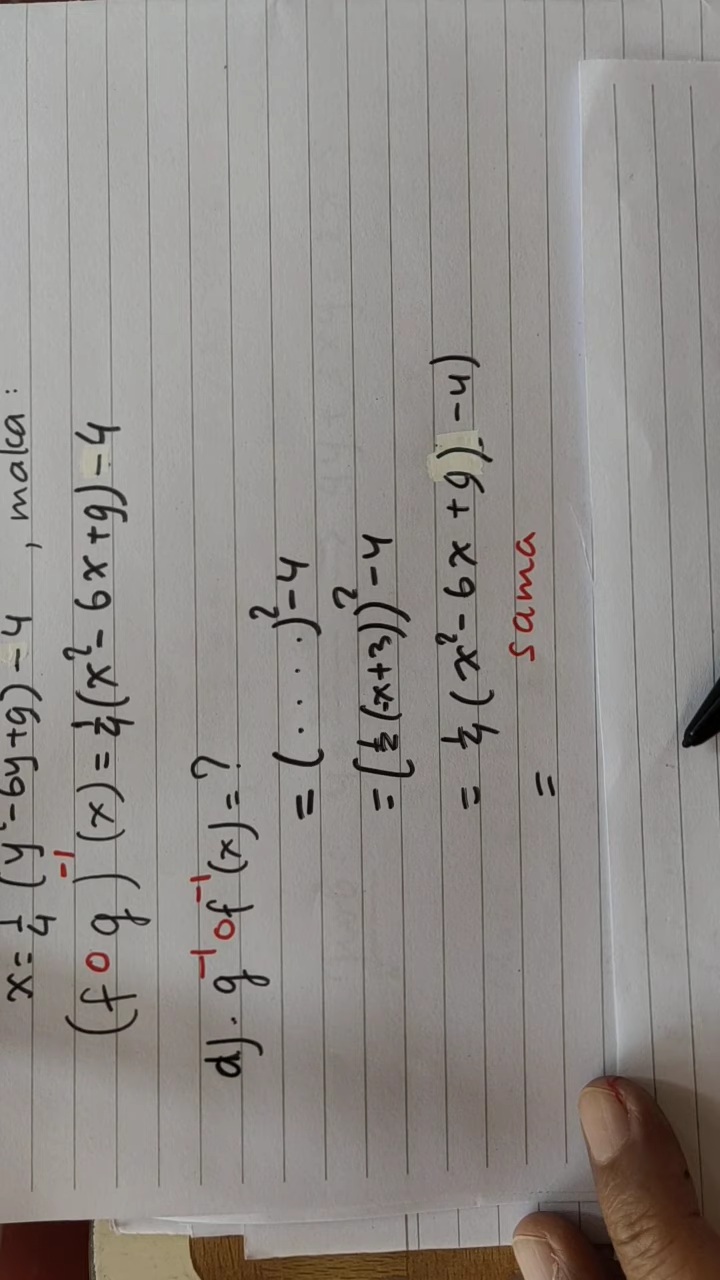 x = 1/4 (y² - 6y + 9) - 4 , maka :
(f o g)⁻¹ (x) = 1/4 (x² - 6x + 9) - 4
d). g⁻¹ o f⁻¹ (x) = ?
= (. . . .)² - 4
= (1/2 (-x+3))² - 4
= 1/4 (x² - 6x + 9) - 4)
= sama